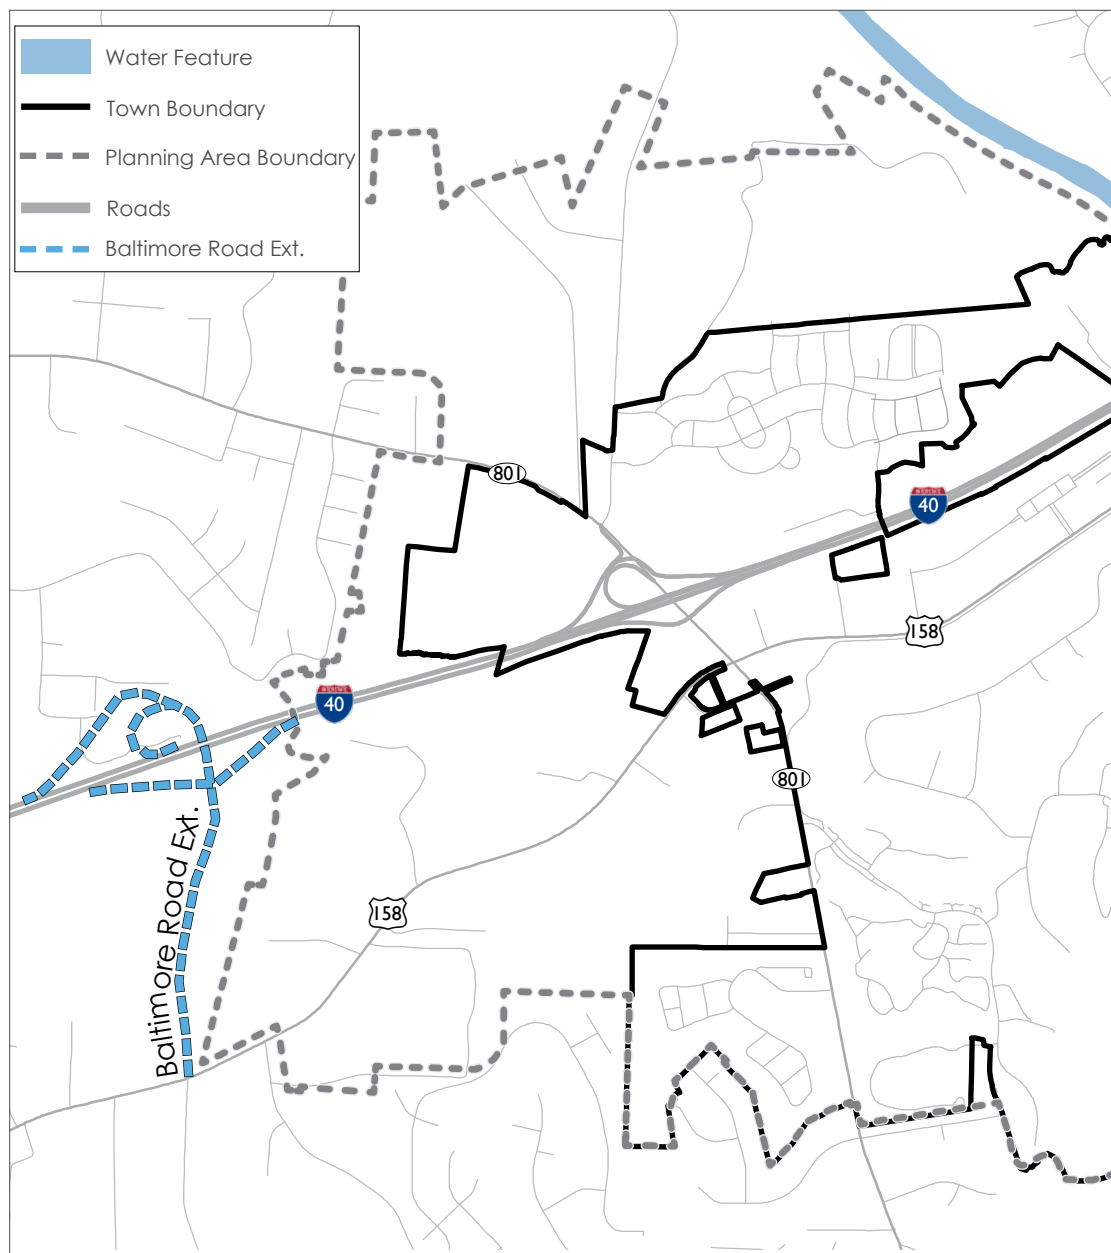 Water Feature
Town Boundary
Planning Area Boundary
Roads
Baltimore Road Ext.
801
40
158
40
801
Baltimore Road Ext.
158